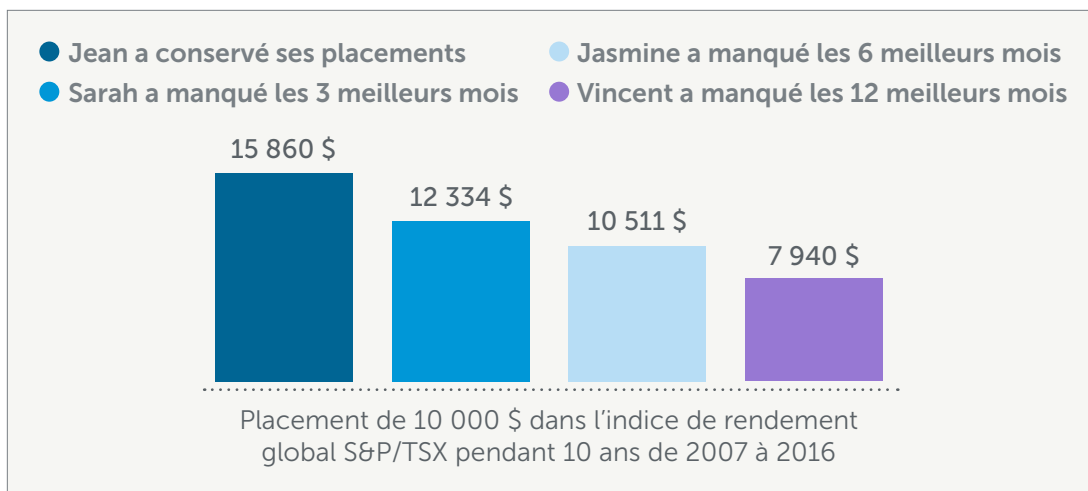 Jean a conservé ses placements
Jasmine a manqué les 6 meilleurs mois
Sarah a manqué les 3 meilleurs mois
Vincent a manqué les 12 meilleurs mois
15 860 $
12 334 $
10 511 $
7 940 $
Placement de 10 000 $ dans l’indice de rendement
global S&P/TSX pendant 10 ans de 2007 à 2016